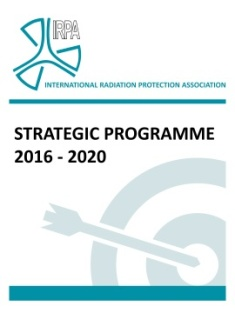 IRPA
INTERNATIONAL RADIATION PROTECTION ASSOCIATION
STRATEGIC PROGRAMME
2016 - 2020